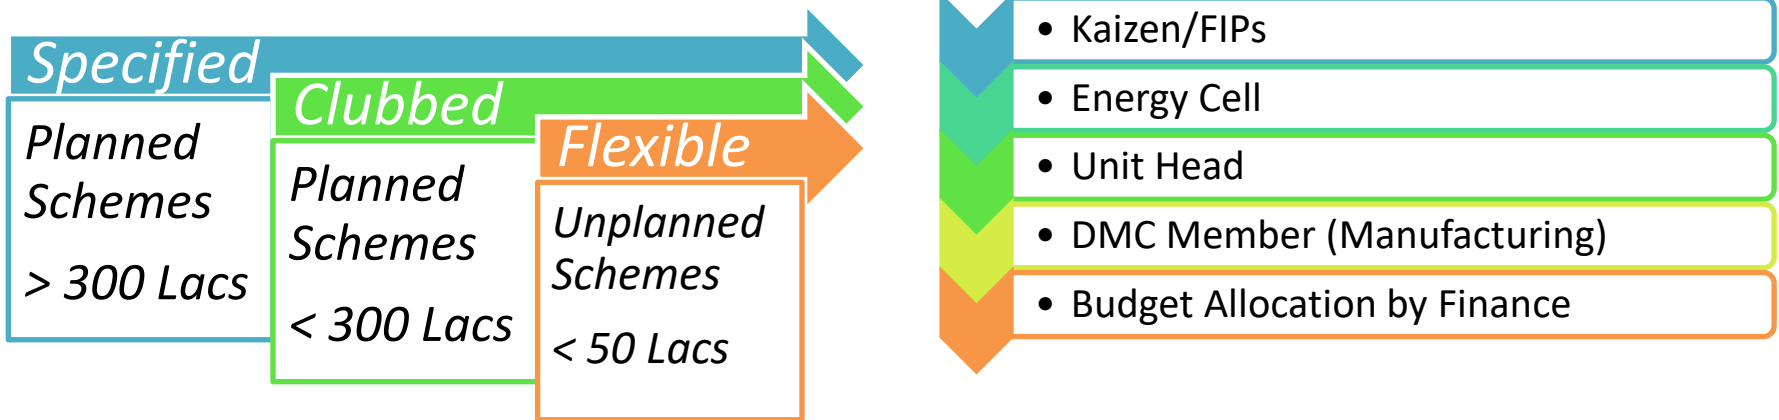 Specified
Planned
Schemes
> 300 Lacs
Clubbed
Planned
Schemes
< 300 Lacs
Flexible
Unplanned
Schemes
< 50 Lacs
• Kaizen/FIPs
• Energy Cell
• Unit Head
• DMC Member (Manufacturing)
• Budget Allocation by Finance